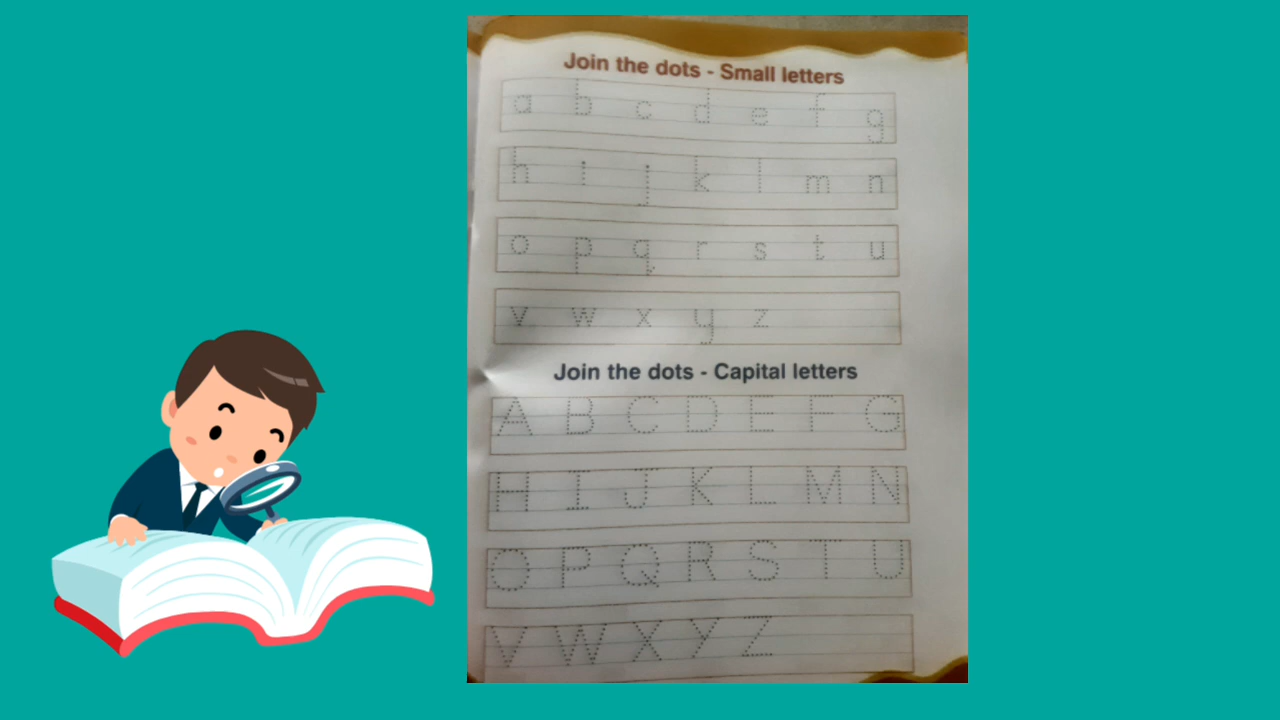 Join the dots - Small letters
a b c d e f g
h i j k l m n
o p q r s t u
v w x y z
Join the dots - Capital letters
A B C D E F G
H I J K L M N
O P Q R S T U
V W X Y Z